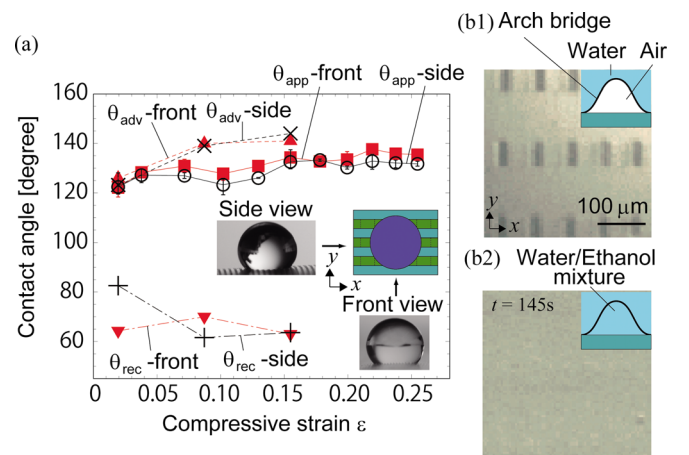 (a)
θapp-front
θapp-side
θadv-front
θadv-side
160
140
120
100
80
60
Contact angle [degree]
Side view
y
x
Front view
θrec-front
θrec-side
0
0.05
0.10
0.15
0.20
0.25
Compressive strain ε
(b1)
Arch bridge
Water
Air
y
x
100 μm
(b2)
Water/Ethanol
mixture
t = 145s